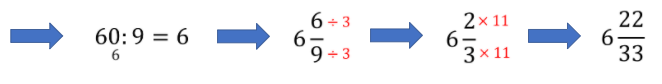 60:9 = 6 6 6/9 ÷ 3 ÷ 3 6 2/3 × 11 × 11 6 22/33
6